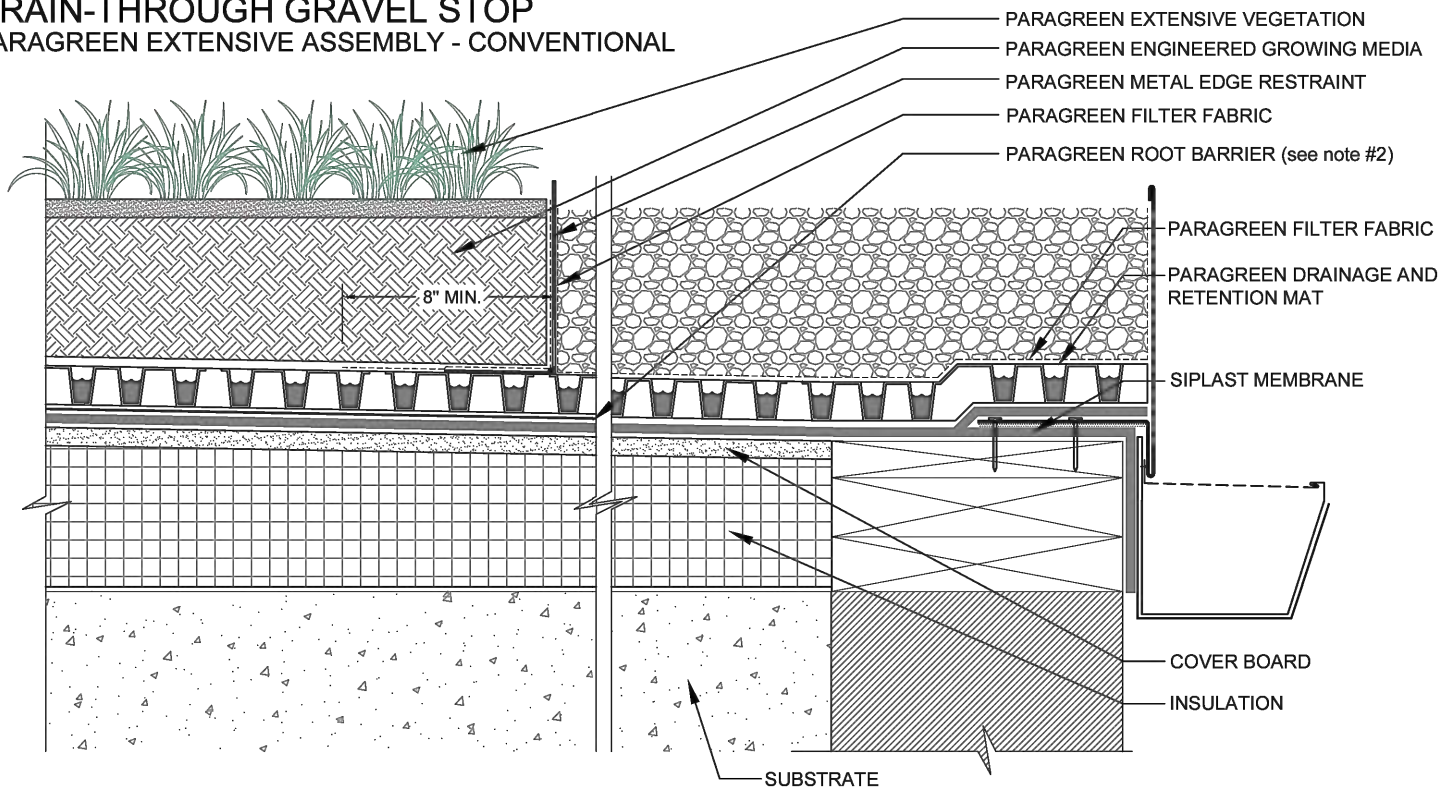 RAIN-THROUGH GRAVEL STOP
ARAGREEN EXTENSIVE ASSEMBLY - CONVENTIONAL
PARAGREEN EXTENSIVE VEGETATION
PARAGREEN ENGINEERED GROWING MEDIA
PARAGREEN METAL EDGE RESTRAINT
PARAGREEN FILTER FABRIC
PARAGREEN ROOT BARRIER (see note #2)
PARAGREEN FILTER FABRIC
PARAGREEN DRAINAGE AND
RETENTION MAT
8" MIN.
SIPLAST MEMBRANE
COVER BOARD
INSULATION
SUBSTRATE